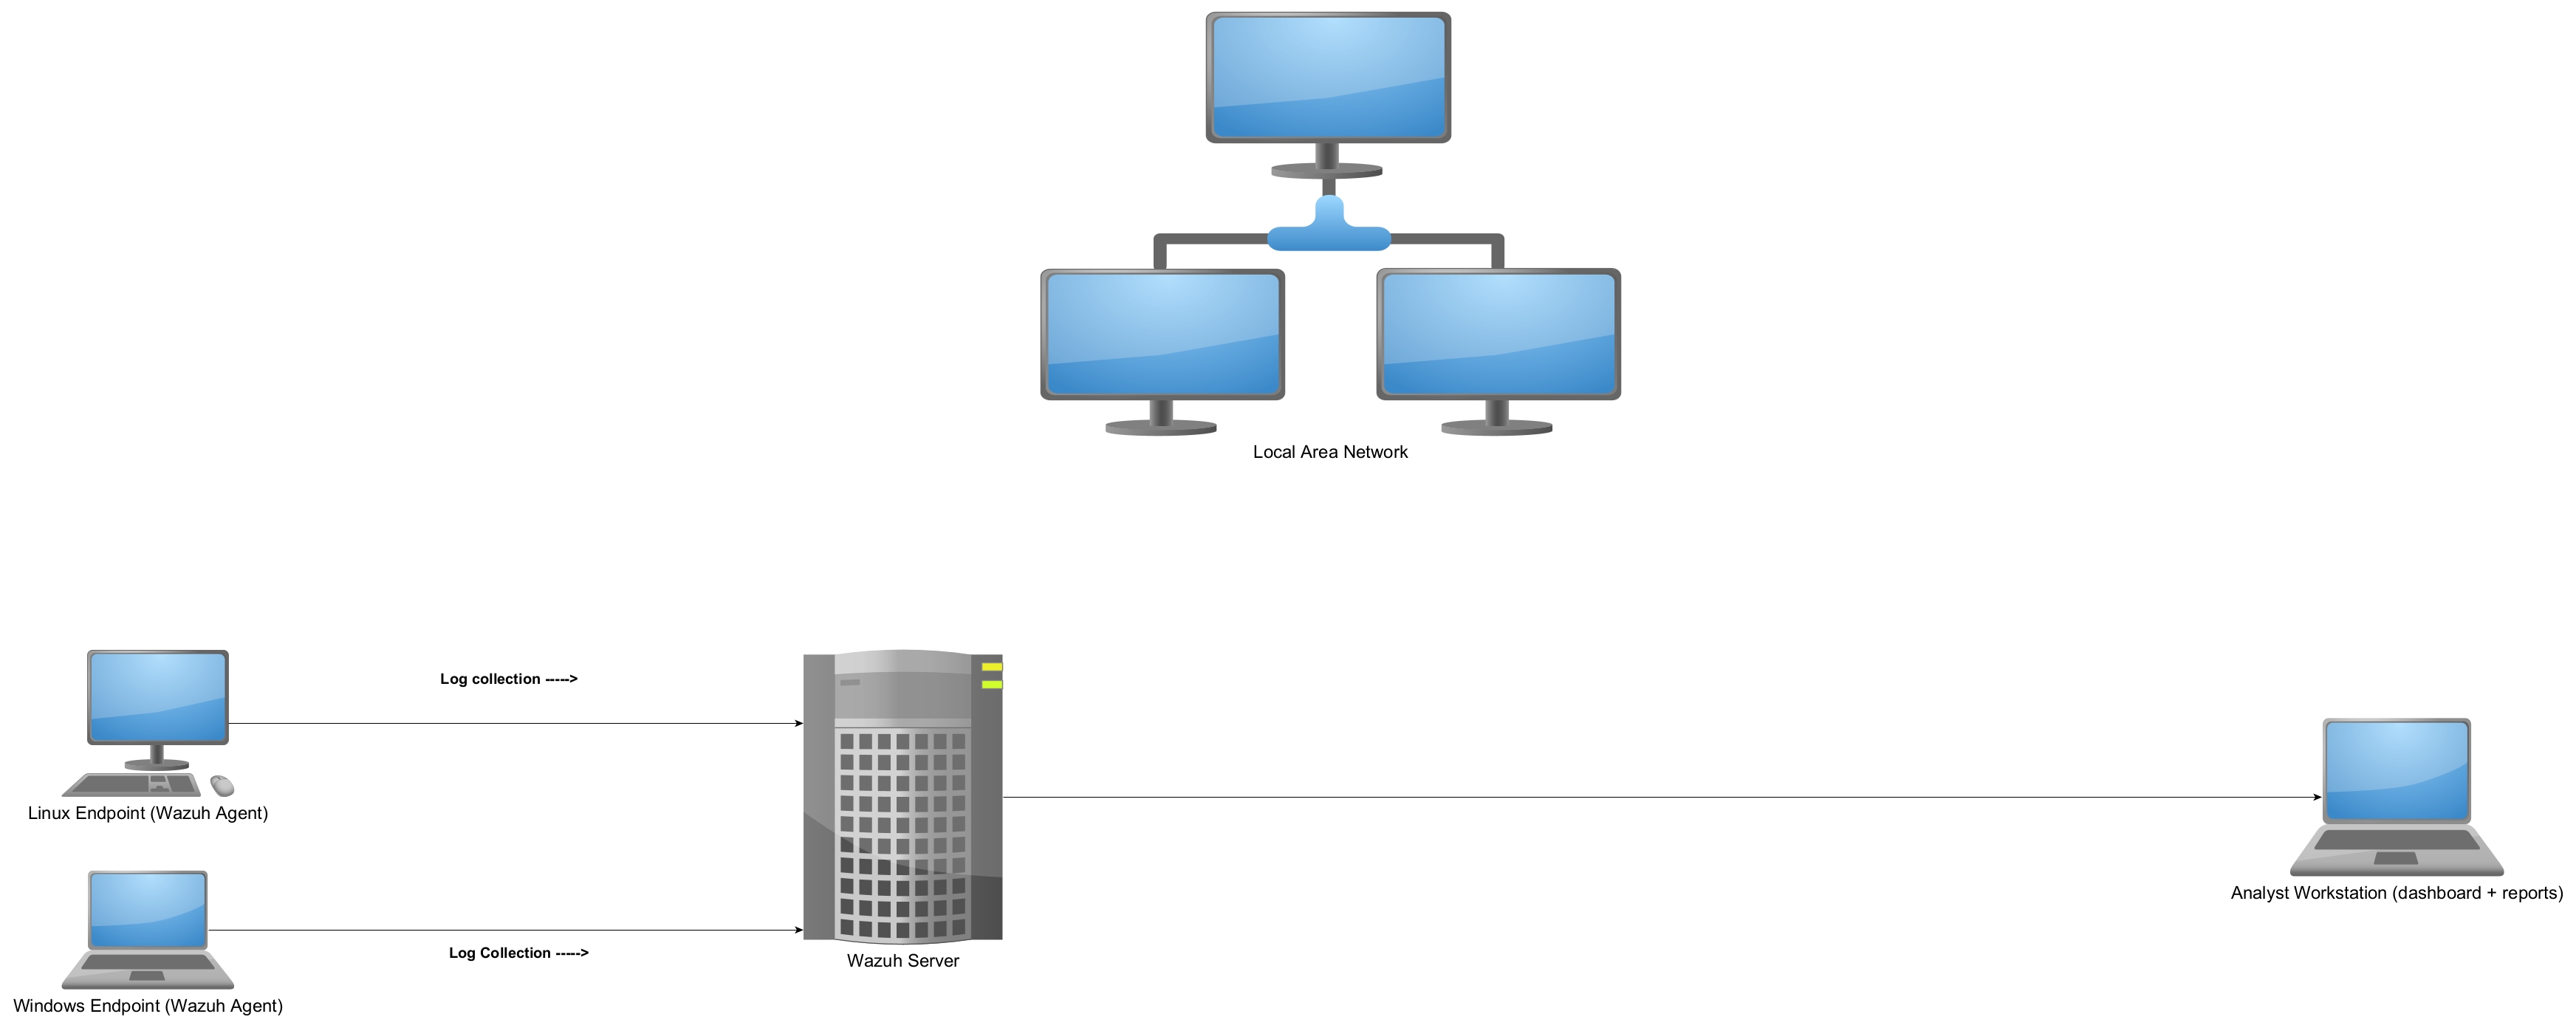 Local Area Network
Log collection ----->
Linux Endpoint (Wazuh Agent)
Analyst Workstation (dashboard + reports)
Log Collection ----->
Wazuh Server
Windows Endpoint (Wazuh Agent)